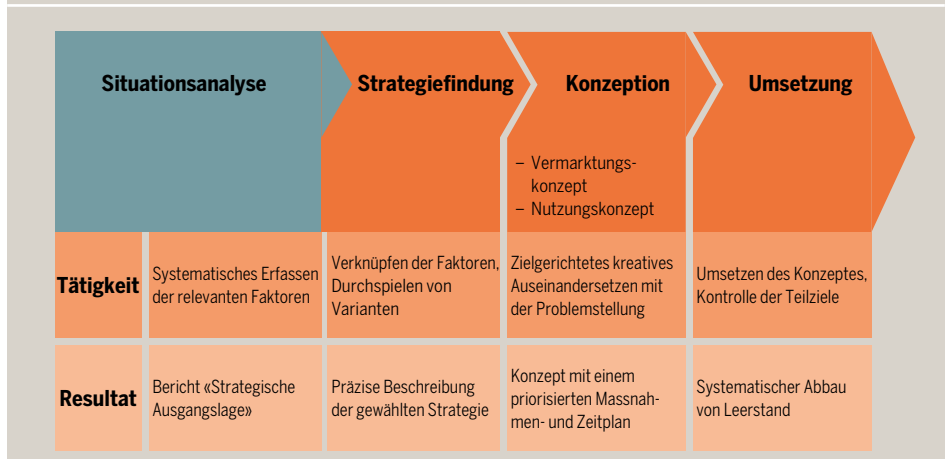 Situationsanalyse
Strategiefindung
Konzeption
Umsetzung
– Vermarktungs-
konzept
– Nutzungskonzept
Tätigkeit
Systematisches Erfassen
der relevanten Faktoren
Verknüpfen der Faktoren,
Durchspielen von
Varianten
Zielgerichtetes kreatives
Auseinandersetzen mit
der Problemstellung
Umsetzen des Konzeptes,
Kontrolle der Teilziele
Resultat
Bericht «Strategische
Ausgangslage»
Präzise Beschreibung
der gewählten Strategie
Konzept mit einem
priorisierten Massnah-
men- und Zeitplan
Systematischer Abbau
von Leerstand